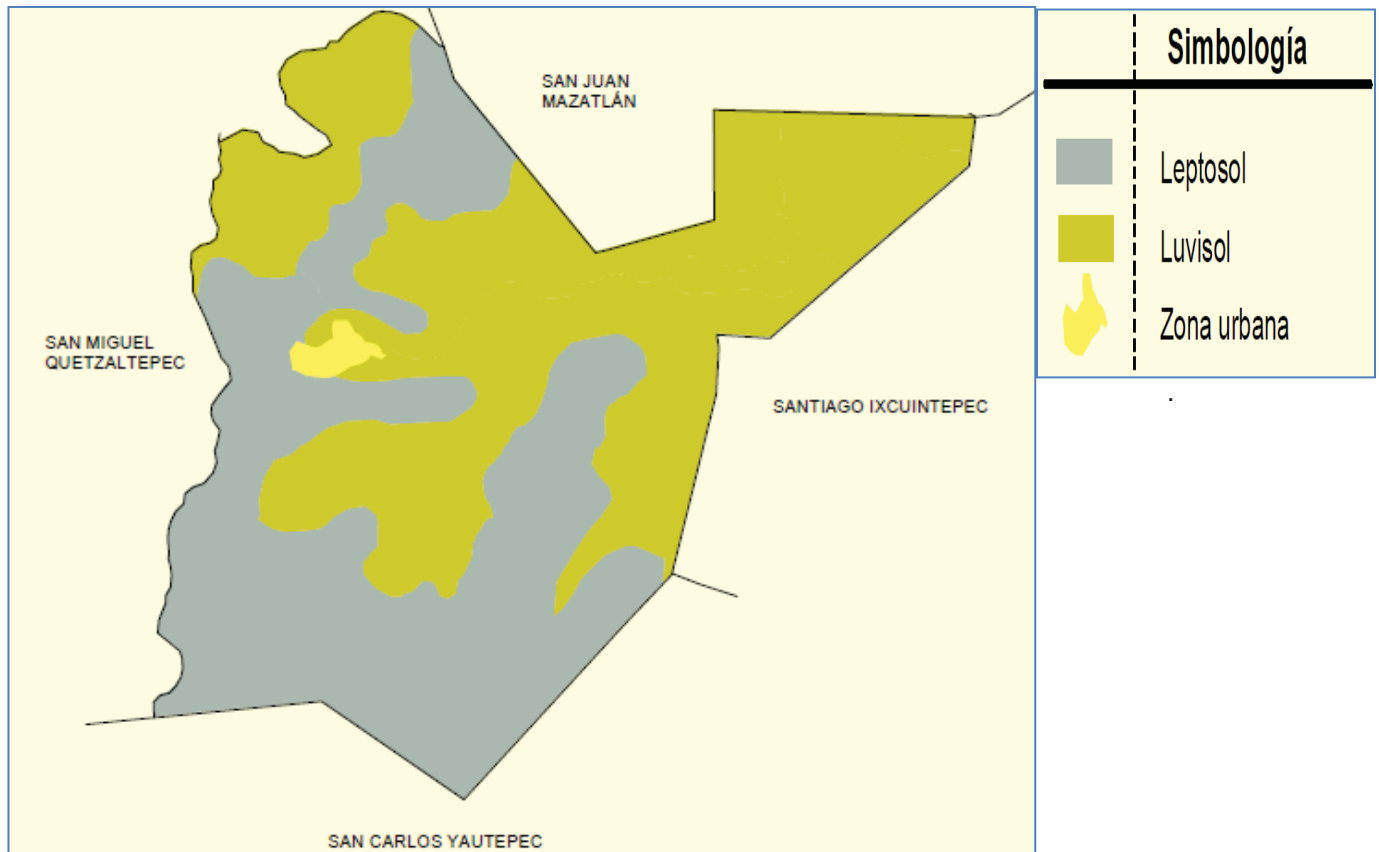 SAN JUAN
MAZATLÁN
SAN MIGUEL
QUETZALTEPEC
SANTIAGO IXCUINTEPEC
SAN CARLOS YAUTEPEC
Simbología
Leptosol
Luvisol
Zona urbana
.